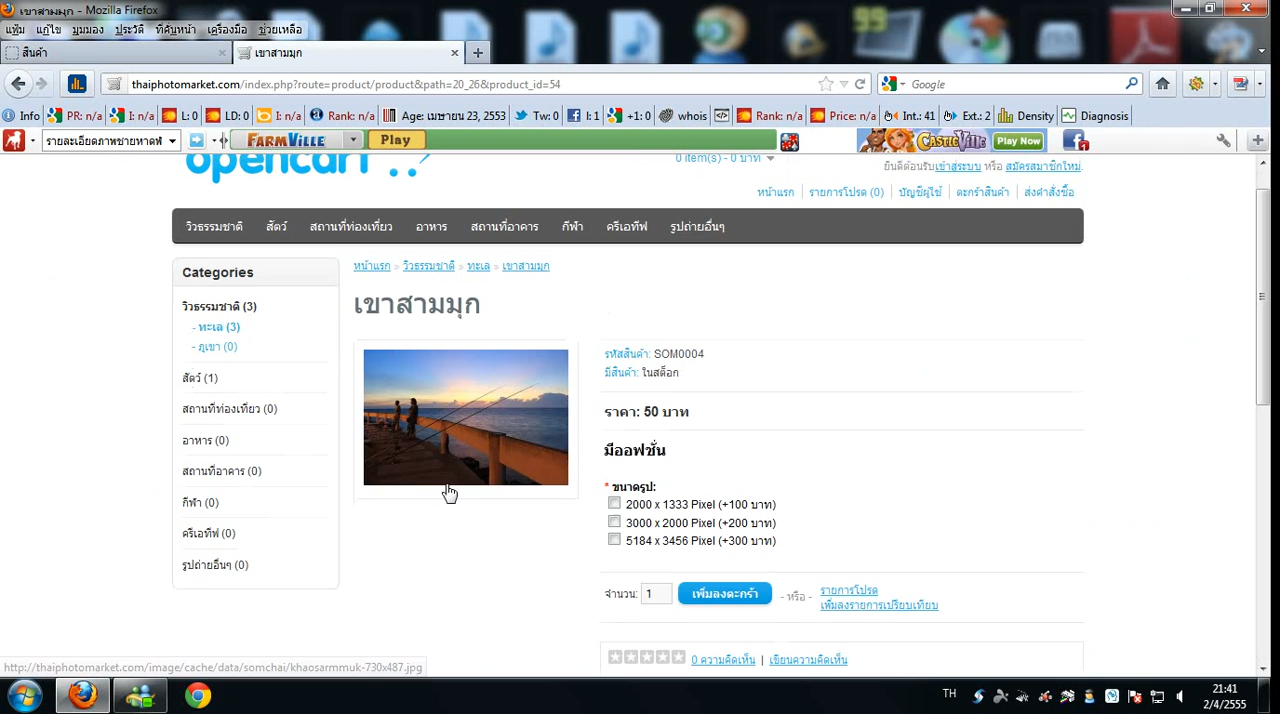 เขาสามมุก - Mozilla Firefox
แฟ้ม แก้ไข มุมมอง ประวัติ ที่คั่นหน้า เครื่องมือ ช่วยเหลือ
สินค้า
เขาสามมุก
thaiphotomarket.com/index.php?route=product/product&path=20_26&product_id=54
Google
Info PR: n/a I: n/a L: 0 LD: 0 I: n/a Rank: n/a Age: เมษายน 23, 2553 Tw: 0 I: 1 +1: 0 whois Rank: n/a Price: n/a Int.: 41 Ext.: 2 Density Diagnosis
รายละเอียดภาพชายหาดพั FARMVILLE Play CASTLEVILLE Play Now 1
99
opencart
0 item(s) - 0 บาท
ยินดีต้อนรับเข้าสู่ระบบ หรือ สมัครสมาชิกใหม่.
หน้าแรก รายการโปรด (0) บัญชีผู้ใช้ ตะกร้าสินค้า ส่งคำสั่งซื้อ
วิวธรรมชาติ สัตว์ สถานที่ท่องเที่ยว อาหาร สถานที่อาคาร กีฬา ครีเอทีฟ รูปถ่ายอื่นๆ
Categories
วิวธรรมชาติ (3)
- ทะเล (3)
- ภูเขา (0)
สัตว์ (1)
สถานที่ท่องเที่ยว (0)
อาหาร (0)
สถานที่อาคาร (0)
กีฬา (0)
ครีเอทีฟ (0)
รูปถ่ายอื่นๆ (0)
หน้าแรก » วิวธรรมชาติ » ทะเล » เขาสามมุก
เขาสามมุก
รหัสสินค้า: SOM0004
มีสินค้า: ในสต็อก
ราคา: 50 บาท
มีออฟชั่น
* ขนาดรูป:
2000 x 1333 Pixel (+100 บาท)
3000 x 2000 Pixel (+200 บาท)
5184 x 3456 Pixel (+300 บาท)
จำนวน: 1 เพิ่มลงตะกร้า - หรือ - รายการโปรด
เพิ่มลงรายการเปรียบเทียบ
0 ความคิดเห็น | เขียนความคิดเห็น
http://thaiphotomarket.com/image/cache/data/somchai/khaosarmmuk-730x487.jpg
TH
21:41
2/4/2555